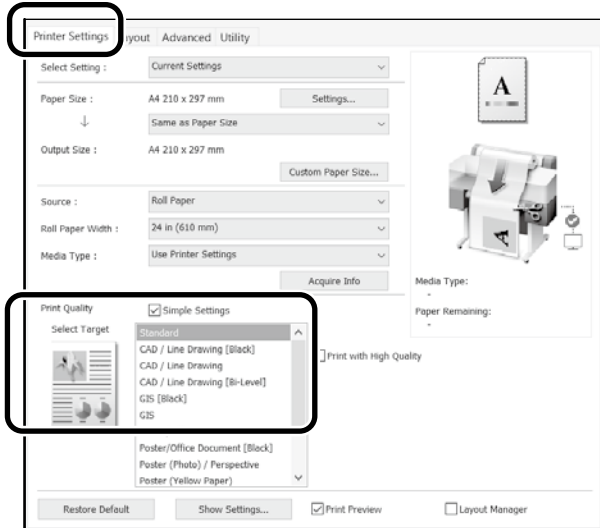 Printer Settings yout Advanced Utility
Select Setting : Current Settings
Paper Size : A4 210 x 297 mm Settings...
Same as Paper Size
Output Size : A4 210 x 297 mm
Custom Paper Size...
Source : Roll Paper
Roll Paper Width : 24 in (610 mm)
Media Type : Use Printer Settings
Acquire Info
A
A
Media Type:
-
Paper Remaining:
-
Print Quality Simple Settings
Select Target
Standard
CAD / Line Drawing [Black]
CAD / Line Drawing
CAD / Line Drawing [Bi-Level]
GIS [Black]
GIS
Poster/Office Document [Black]
Poster (Photo) / Perspective
Poster (Yellow Paper)
Print with High Quality
Restore Default Show Settings... Print Preview Layout Manager